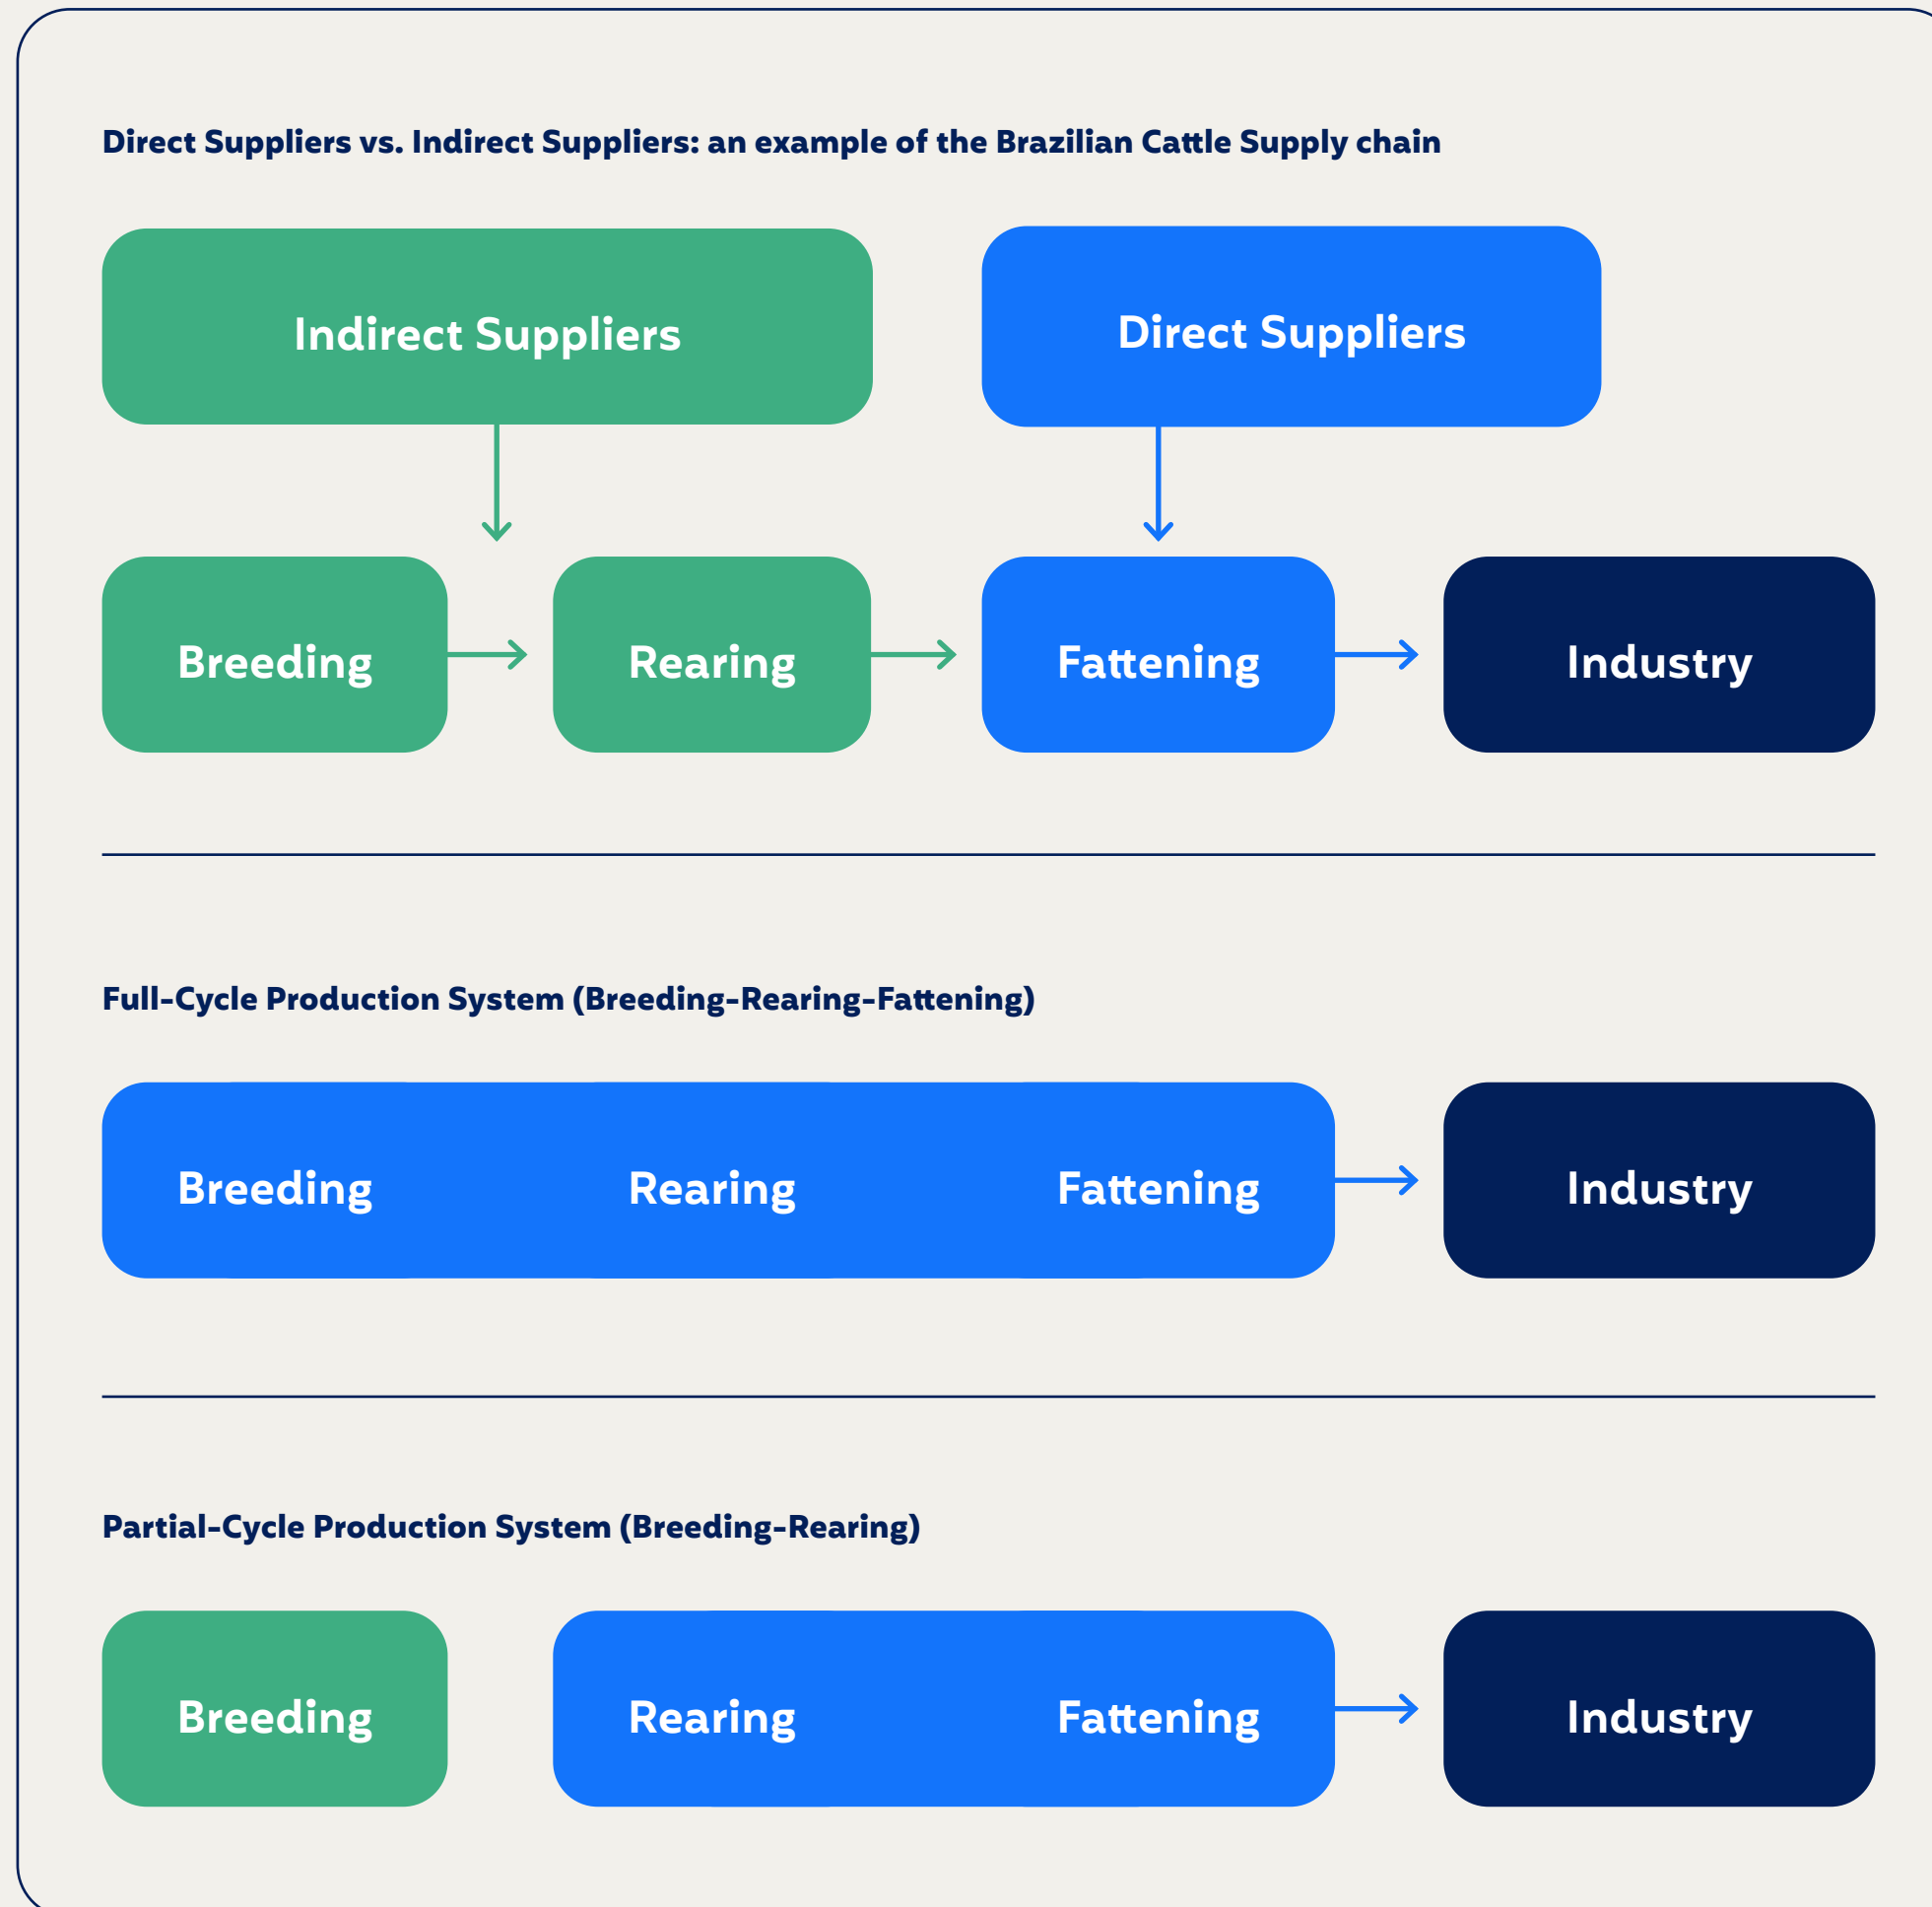 Direct Suppliers vs. Indirect Suppliers: an example of the Brazilian Cattle Supply chain
Indirect Suppliers
Direct Suppliers
Breeding
Rearing
Fattening
Industry
Full-Cycle Production System (Breeding-Rearing-Fattening)
Breeding
Rearing
Fattening
Industry
Partial-Cycle Production System (Breeding-Rearing)
Breeding
Rearing
Fattening
Industry